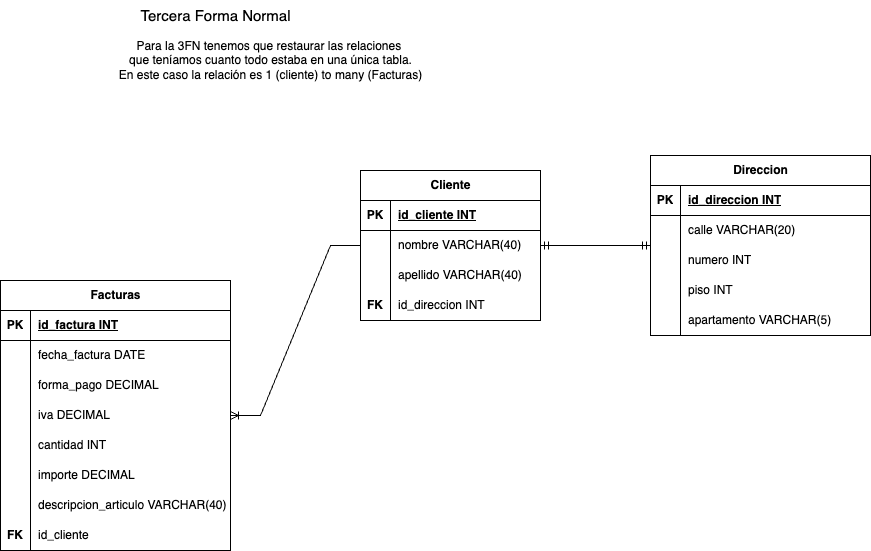 Tercera Forma Normal
Para la 3FN tenemos que restaurar las relaciones
que teníamos cuanto todo estaba en una única tabla.
En este caso la relación es 1 (cliente) to many (Facturas)
Facturas
PK id_factura INT
fecha_factura DATE
forma_pago DECIMAL
iva DECIMAL
cantidad INT
importe DECIMAL
descripcion_articulo VARCHAR(40)
FK id_cliente
Cliente
PK id_cliente INT
nombre VARCHAR(40)
apellido VARCHAR(40)
FK id_direccion INT
Direccion
PK id_direccion INT
calle VARCHAR(20)
numero INT
piso INT
apartamento VARCHAR(5)